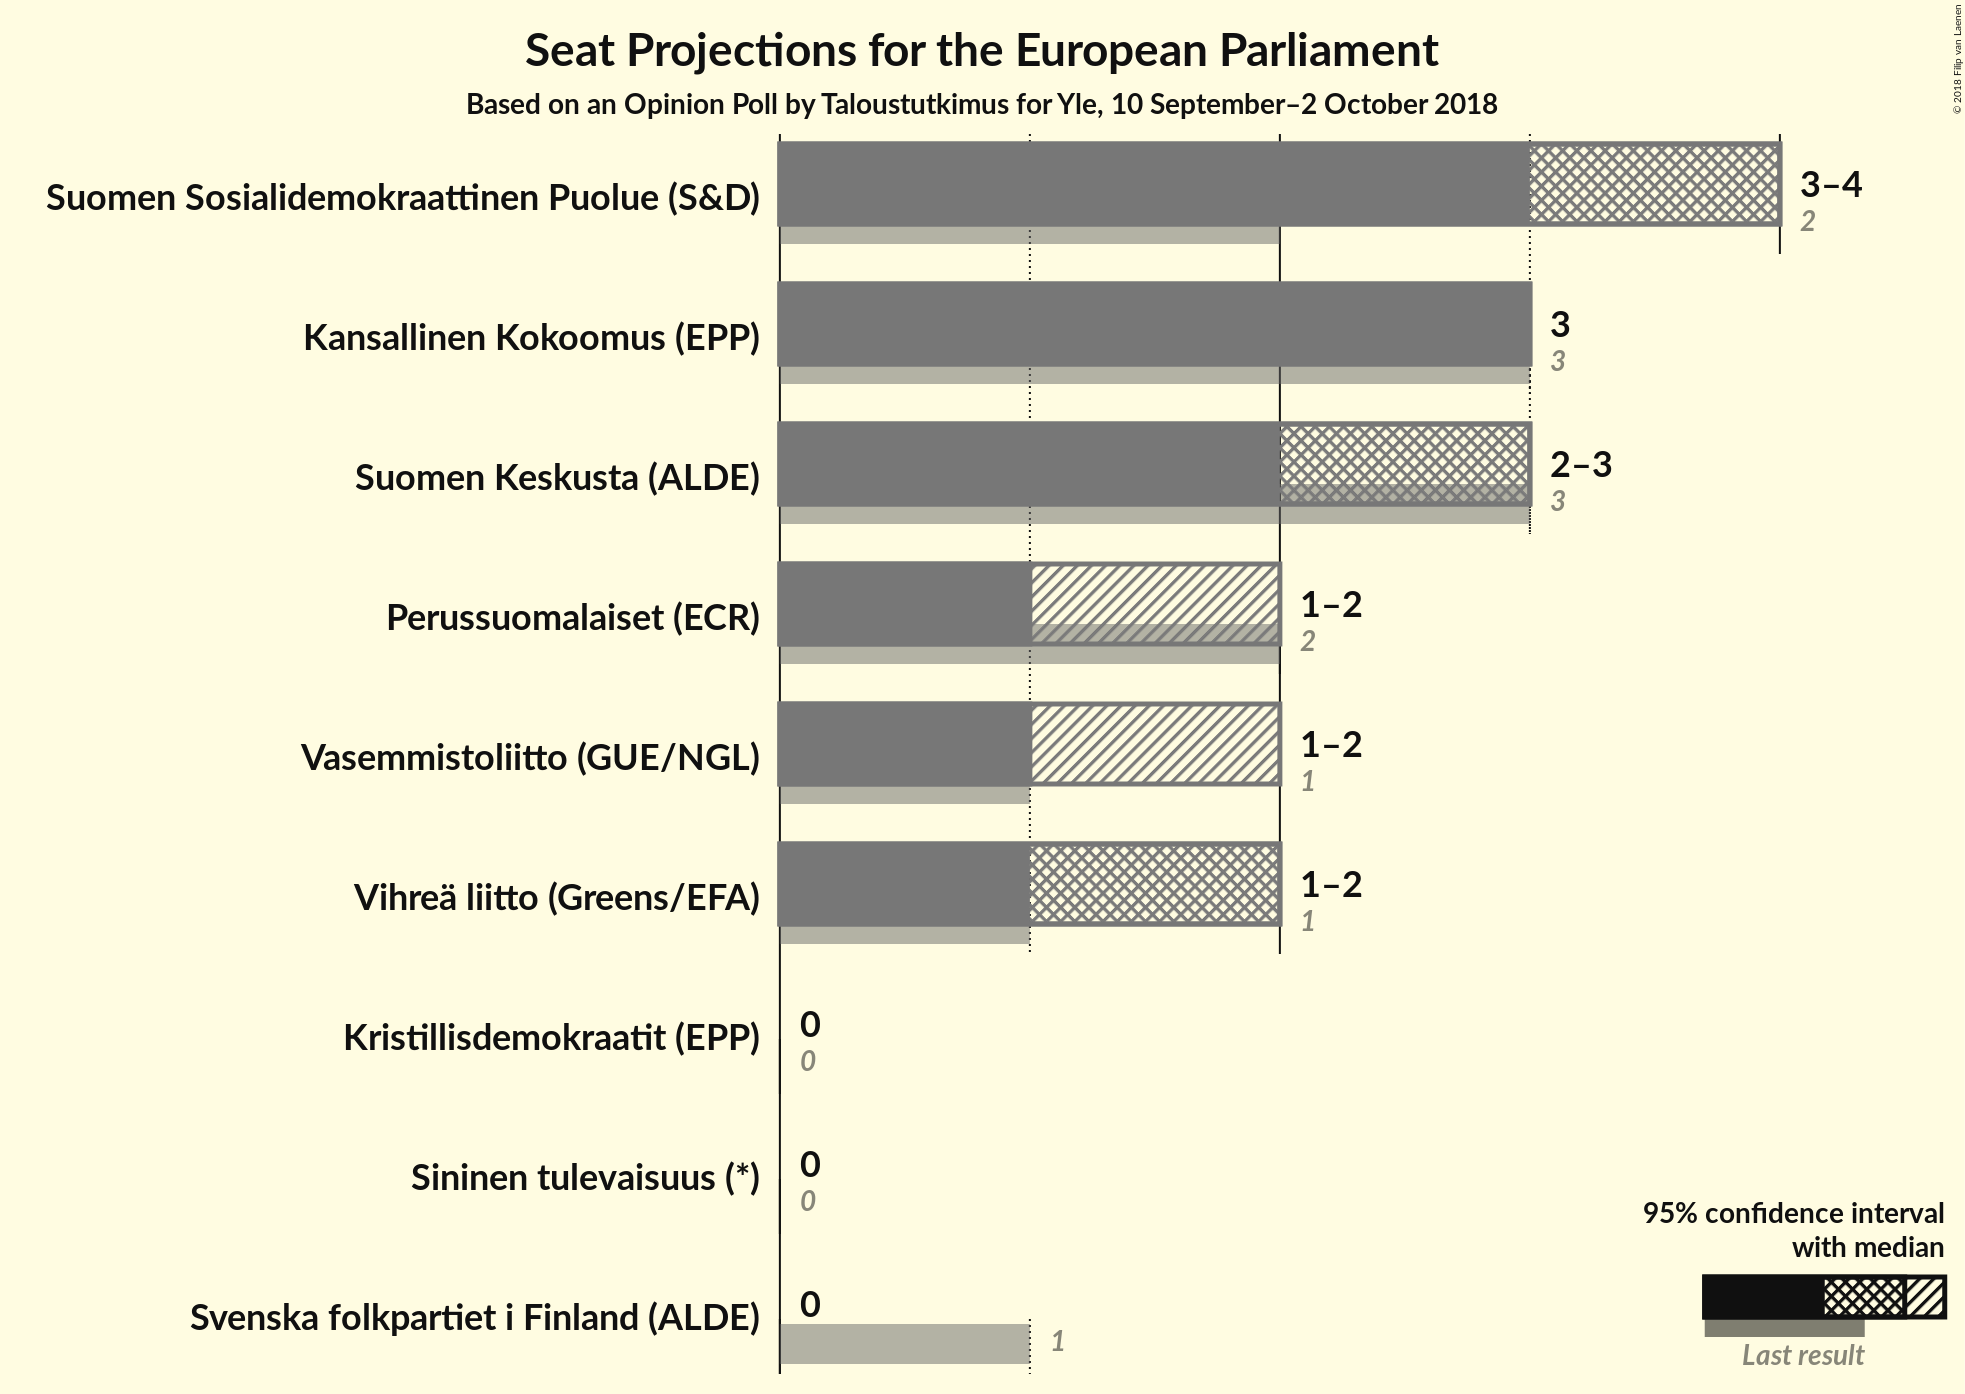 Seat Projections for the European Parliament
Based on an Opinion Poll by Taloustutkimus for Yle, 10 September–2 October 2018
© 2018 Filip van Laenen
Suomen Sosialidemokraattinen Puolue (S&D)
3–4
2
Kansallinen Kokoomus (EPP)
3
3
Suomen Keskusta (ALDE)
2–3
3
Perussuomalaiset (ECR)
1–2
2
Vasemmistoliitto (GUE/NGL)
1–2
1
Vihreä liitto (Greens/EFA)
1–2
1
Kristillisdemokraatit (EPP)
0
0
Sininen tulevaisuus (*)
0
0
Svenska folkpartiet i Finland (ALDE)
0
1
95% confidence interval
with median
Last result